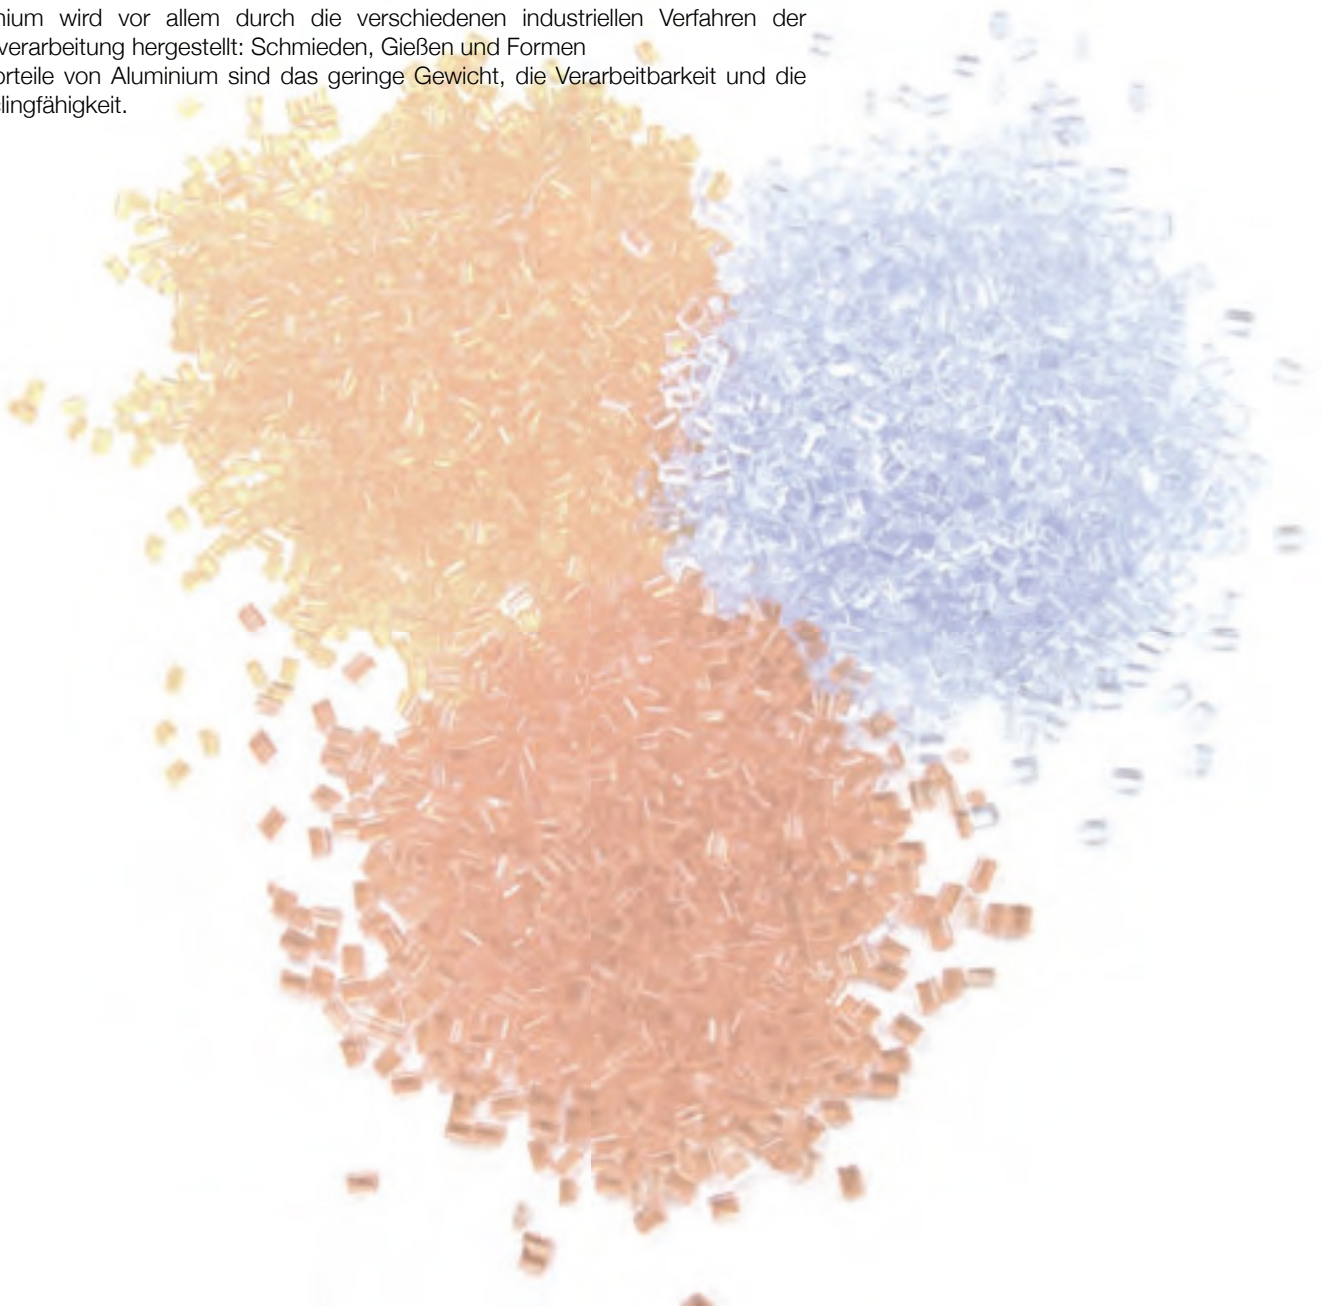 nium wird vor allem durch die verschiedenen industriellen Verfahren der
verarbeitung hergestellt: Schmieden, Gießen und Formen
orteile von Aluminium sind das geringe Gewicht, die Verarbeitbarkeit und die
lingfähigkeit.